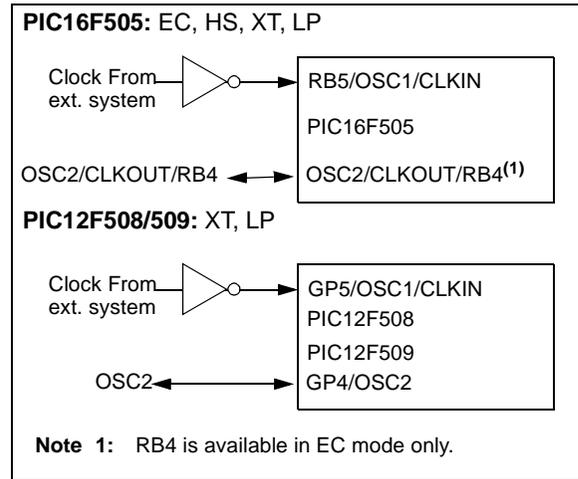 PIC16F505: EC, HS, XT, LP
Clock From
ext. system
RB5/OSC1/CLKIN
PIC16F505
OSC2/CLKOUT/RB4
OSC2/CLKOUT/RB4(1)
PIC12F508/509: XT, LP
Clock From
ext. system
GP5/OSC1/CLKIN
PIC12F508
PIC12F509
OSC2
GP4/OSC2
Note 1: RB4 is available in EC mode only.